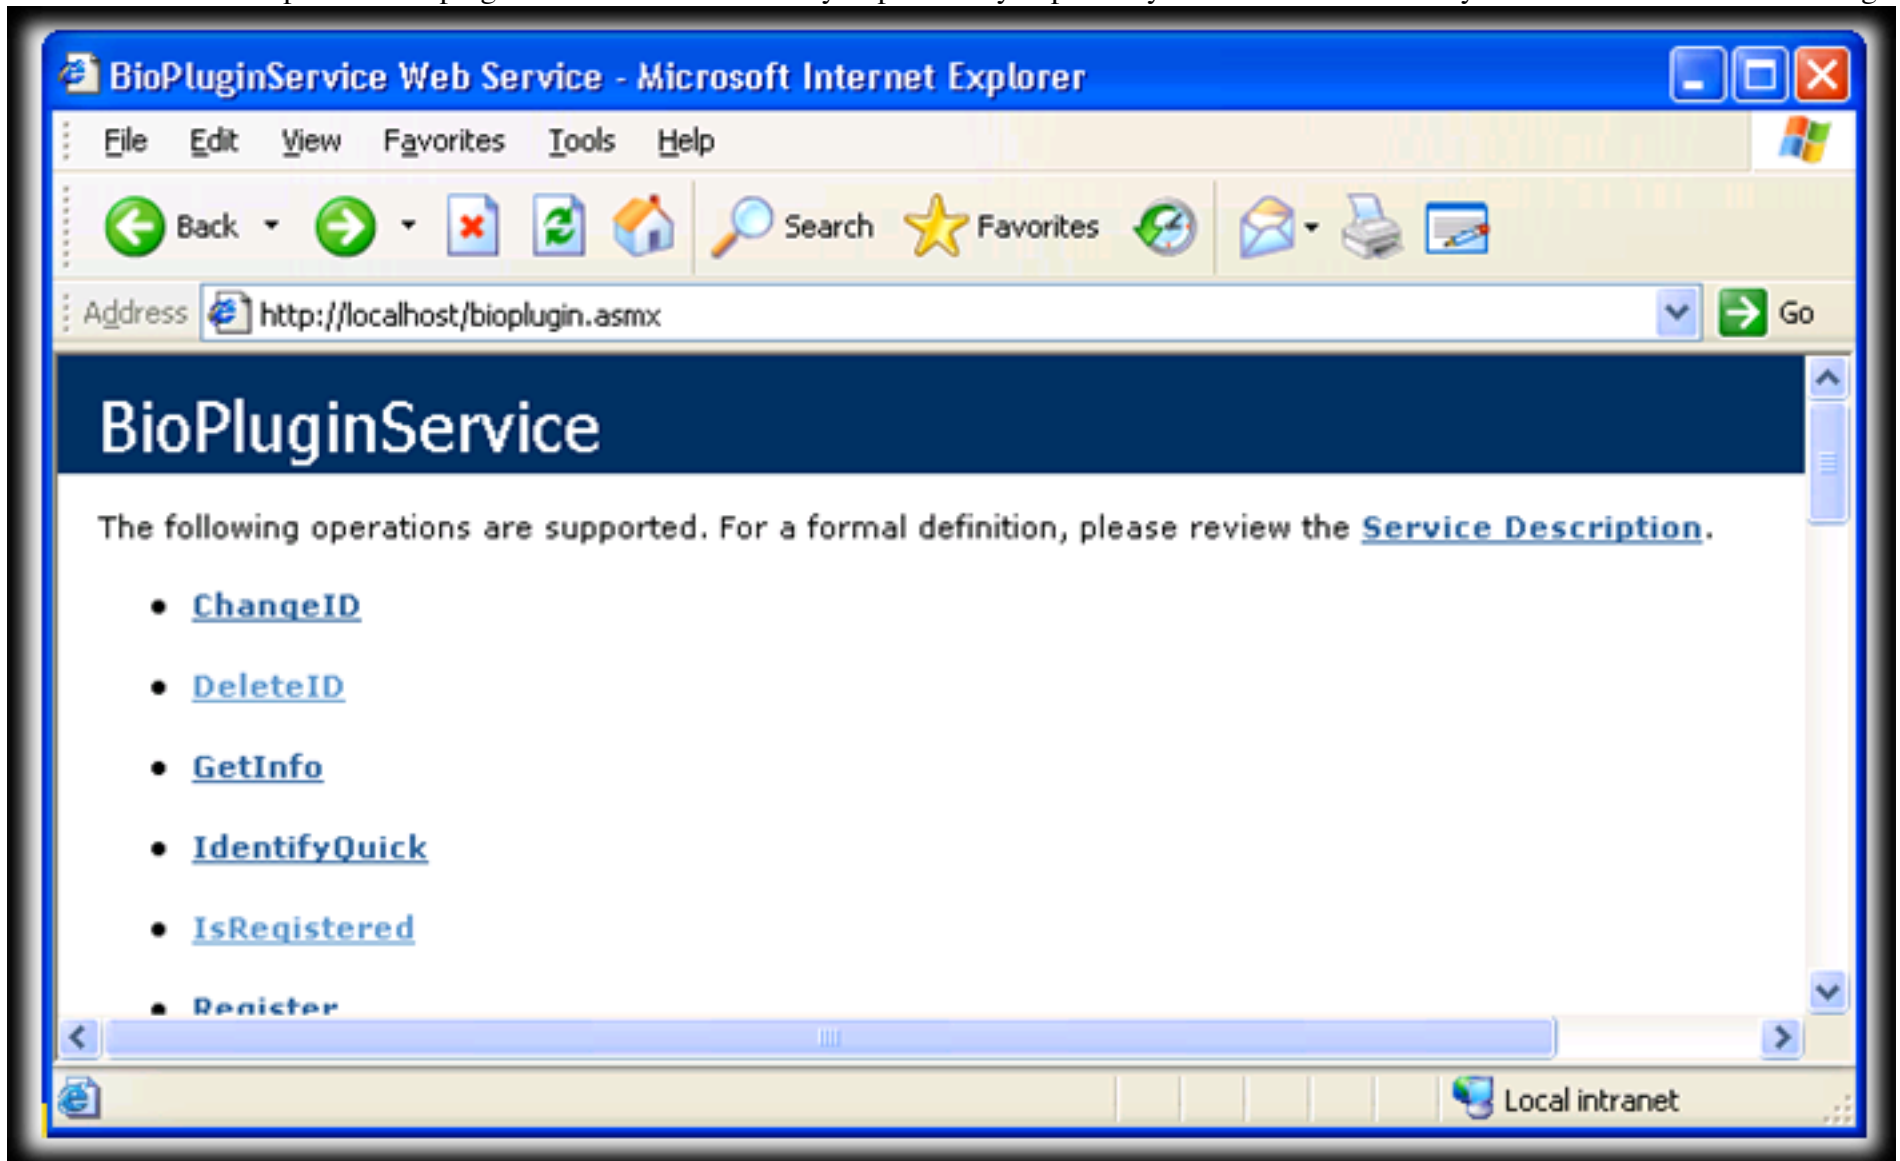 BioPluginService Web Service - Microsoft Internet Explorer
File Edit View Favorites Tools Help
Back Search Favorites
Address http://localhost/bioplugin.asmx Go
BioPluginService
The following operations are supported. For a formal definition, please review the Service Description.
• ChangeID
• DeleteID
• GetInfo
• IdentifyQuick
• IsRegistered
• Register
Local intranet